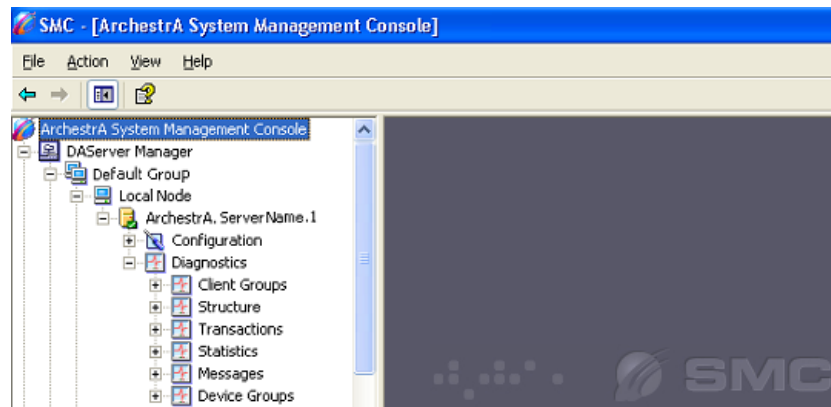 SMC - [ArchestrA System Management Console]
File Action View Help
ArchestrA System Management Console
DAServer Manager
Default Group
Local Node
ArchestrA.ServerName.1
Configuration
Diagnostics
Client Groups
Structure
Transactions
Statistics
Messages
Device Groups
SMC